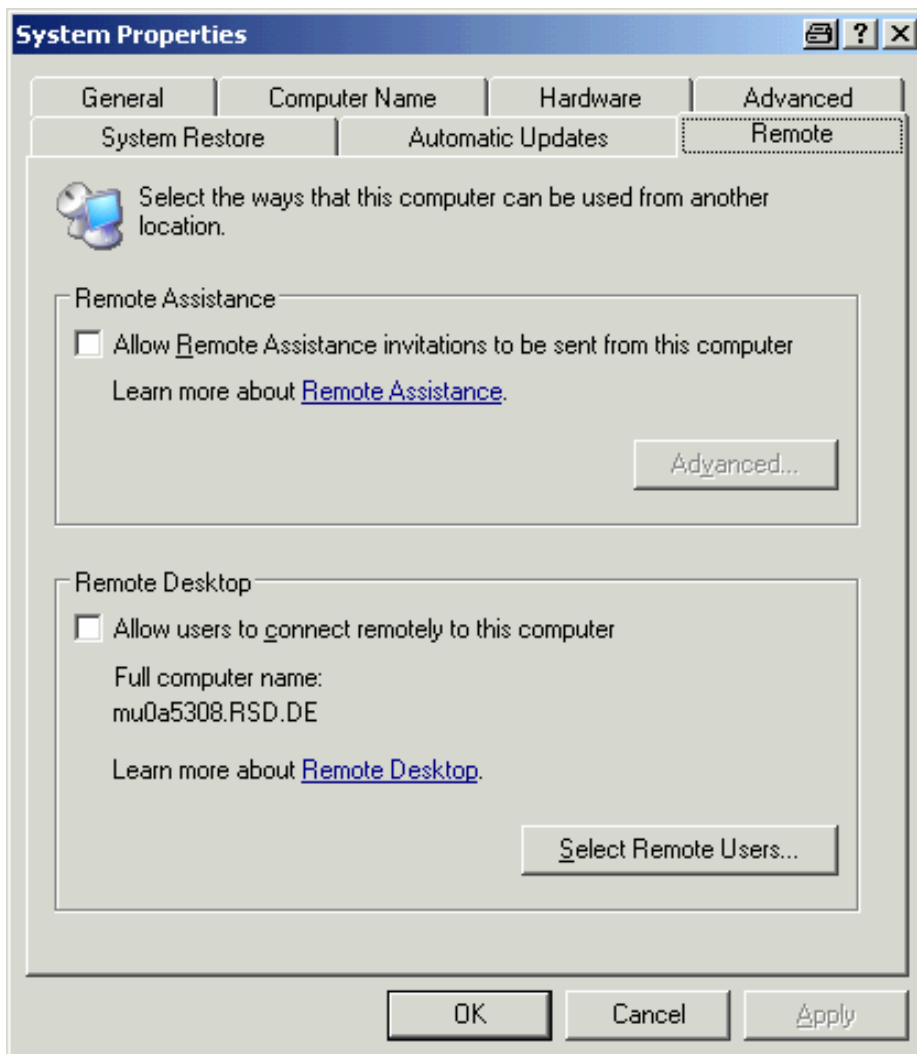 System Properties
General
Computer Name
Hardware
Advanced
System Restore
Automatic Updates
Remote
Select the ways that this computer can be used from another
location.
Remote Assistance
Allow Remote Assistance invitations to be sent from this computer
Learn more about Remote Assistance.
Advanced...
Remote Desktop
Allow users to connect remotely to this computer
Full computer name:
mu0a5308.RSD.DE
Learn more about Remote Desktop.
Select Remote Users...
OK
Cancel
Apply